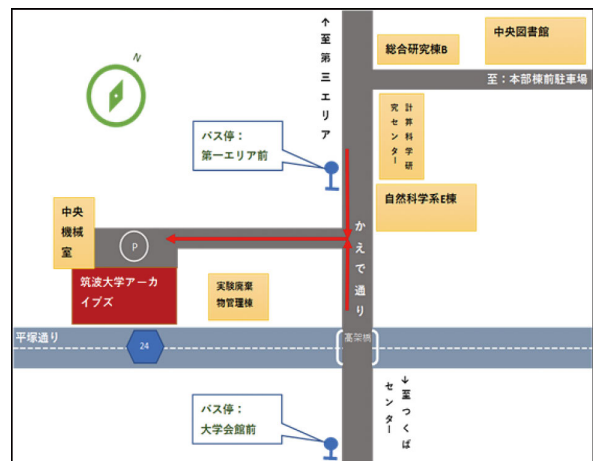 N
↑至第三エリア
総合研究棟B
中央図書館
至：本部棟前駐車場
計算科学研
究センター
バス停：
第一エリア前
自然科学系E棟
かえで通り
中央
機械
室
P
筑波大学アーカ
イブズ
実験廃棄
物管理棟
平塚通り
24
高架橋
↓至つくば
センター
バス停：
大学会館前